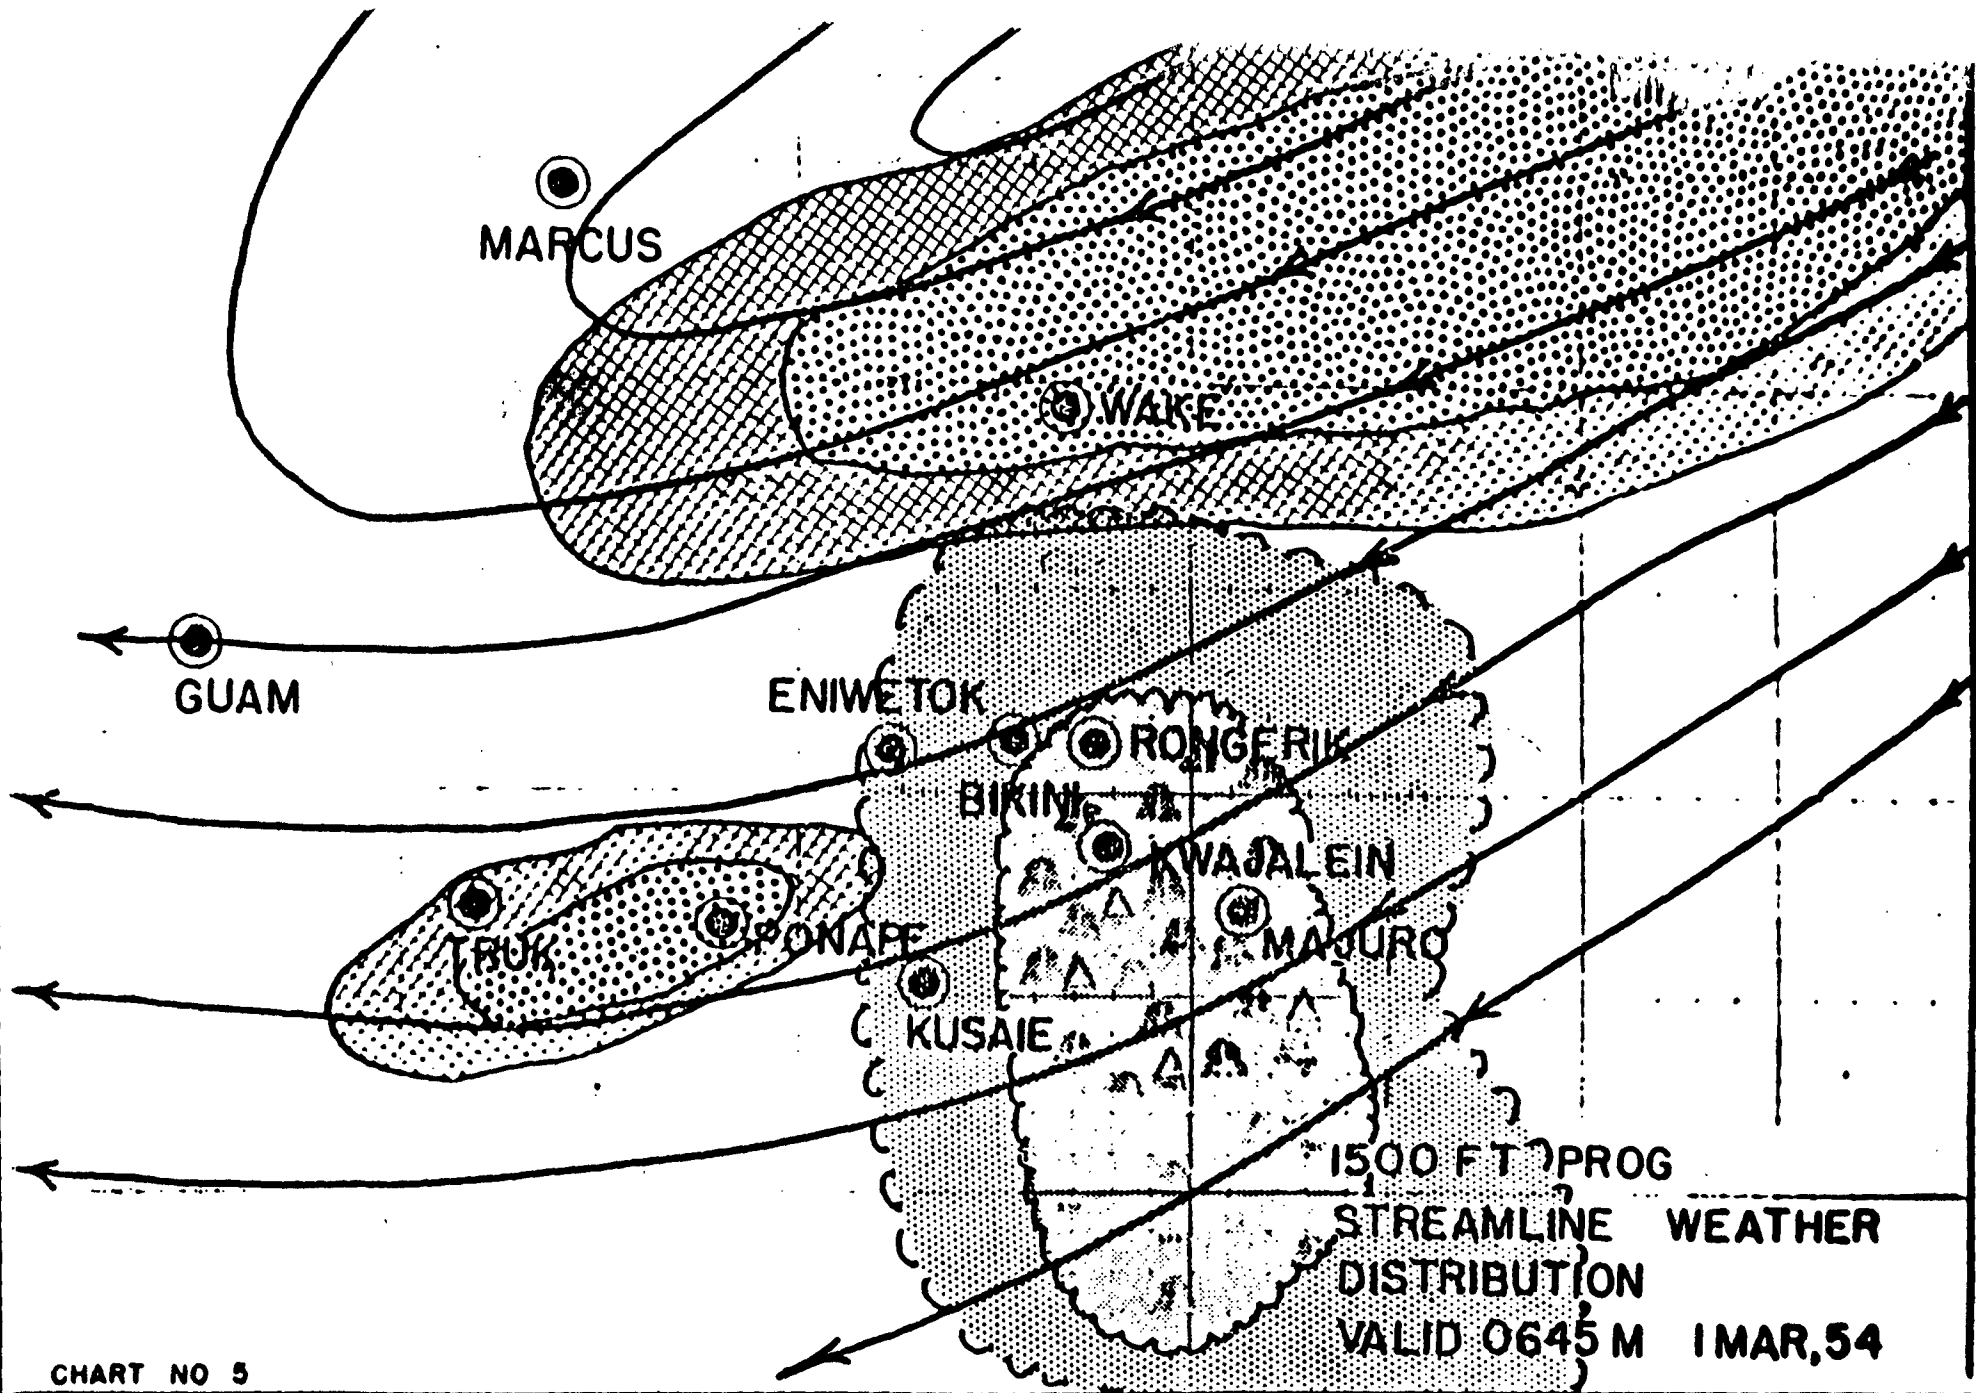 MARCUS
WAKE
GUAM
ENIWETOK
RONGERIK
BIKINI
KWAJALEIN
TRUK
PONAPE
MAJURO
KUSAIE
1500 FT PROG
STREAMLINE WEATHER
DISTRIBUTION
VALID 0645 M 1 MAR, 54
CHART NO 5